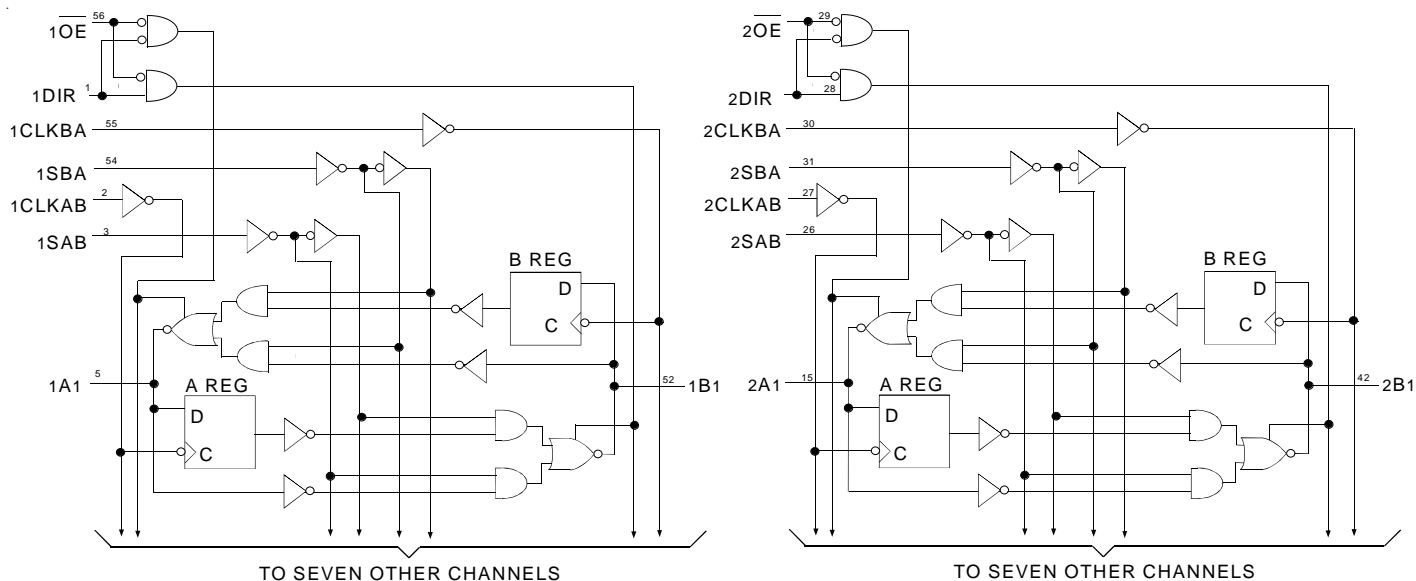 1OE 56
1DIR 1
1CLKBA 55
1SBA 54
1CLKAB 2
1SAB 3
B REG
D
C
1A1 5
A REG
D
C
52 1B1
TO SEVEN OTHER CHANNELS
2OE 29
2DIR 28
2CLKBA 30
2SBA 31
2CLKAB 27
2SAB 26
B REG
D
C
2A1 15
A REG
D
C
42 2B1
TO SEVEN OTHER CHANNELS